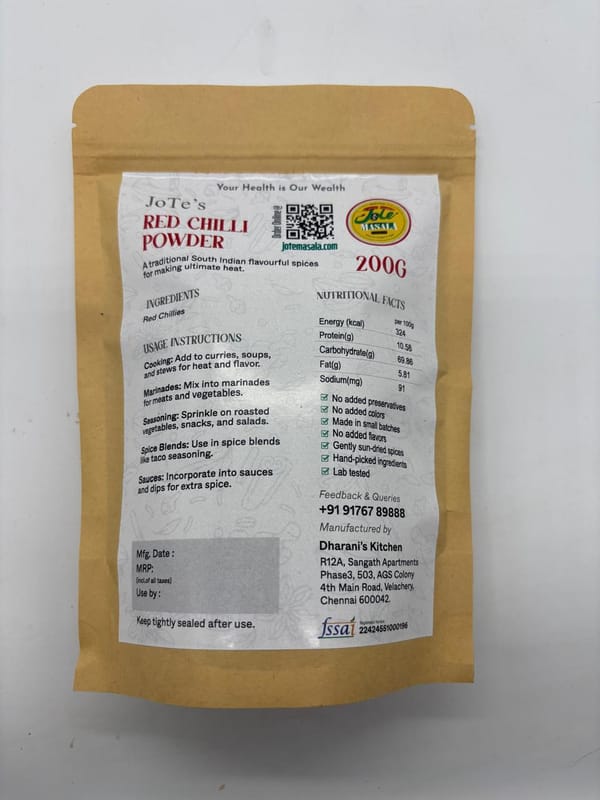 Your Health is Our Wealth
JoTe's
RED CHILLI
POWDER
A traditional South Indian flavourful spices
for making ultimate heat.
Order Online @
jotemasala.com
JoTe
MASALA
200G
INGREDIENTS
Red Chillies
USAGE INSTRUCTIONS
Cooking: Add to curries, soups,
and stews for heat and flavor.
Marinades: Mix into marinades
for meats and vegetables.
Seasoning: Sprinkle on roasted
vegetables, snacks, and salads.
Spice Blends: Use in spice blends
like taco seasoning.
Sauces: Incorporate into sauces
and dips for extra spice.
Mfg. Date :
MRP:
(incl.of all taxes)
Use by :
Keep tightly sealed after use.
NUTRITIONAL FACTS
per 100g
Energy (kcal) 324
Protein(g) 10.56
Carbohydrate(g) 69.86
Fat(g) 5.81
Sodium(mg) 91
No added preservatives
No added colors
Made in small batches
No added flavors
Gently sun-dried spices
Hand-picked ingredients
Lab tested
Feedback & Queries
+91 91767 89888
Manufactured by
Dharani's Kitchen
R12A, Sangath Apartments
Phase3, 503, AGS Colony
4th Main Road, Velachery,
Chennai 600042.
fssai
22424551000196